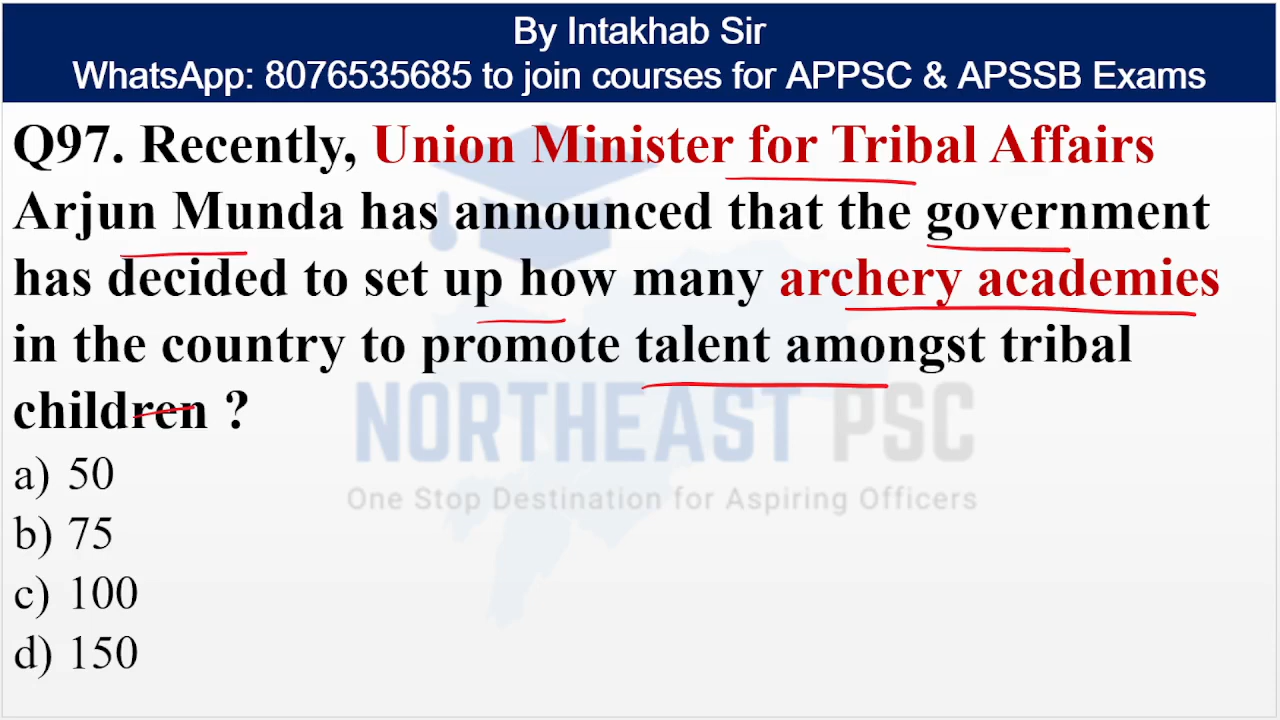 By Intakhab Sir
WhatsApp: 8076535685 to join courses for APPSC & APSSB Exams
Q97. Recently, Union Minister for Tribal Affairs
Arjun Munda has announced that the government
has decided to set up how many archery academies
in the country to promote talent amongst tribal
children ?
NORTHEAST PSC
One Stop Destination for Aspiring Officers
a) 50
b) 75
c) 100
d) 150